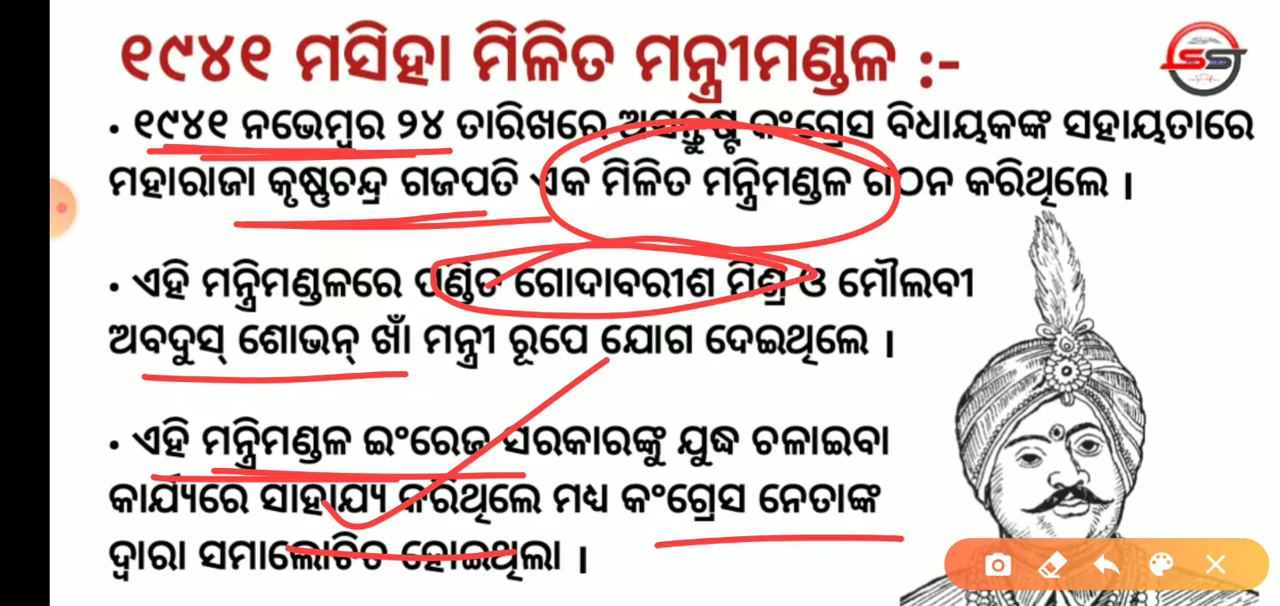 ୧୯୪୧ ମସିହା ମିଳିତ ମନ୍ତ୍ରୀମଣ୍ଡଳ :-
SS
• ୧୯୪୧ ନଭେମ୍ବର ୨୪ ତାରିଖରେ ଅସନ୍ତୁଷ୍ଟ କଂଗ୍ରେସ ବିଧାୟକଙ୍କ ସହାୟତାରେ
ମହାରାଜା କୃଷ୍ଣଚନ୍ଦ୍ର ଗଜପତି ଏକ ମିଳିତ ମନ୍ତ୍ରିମଣ୍ଡଳ ଗଠନ କରିଥିଲେ ।
• ଏହି ମନ୍ତ୍ରିମଣ୍ଡଳରେ ପଣ୍ଡିତ ଗୋଦାବରୀଶ ମିଶ୍ର ଓ ମୌଲବୀ
ଅବଦୁସ୍ ଶୋଭନ୍ ଖାଁ ମନ୍ତ୍ରୀ ରୂପେ ଯୋଗ ଦେଇଥିଲେ ।
• ଏହି ମନ୍ତ୍ରିମଣ୍ଡଳ ଇଂରେଜ ସରକାରଙ୍କୁ ଯୁଦ୍ଧ ଚଳାଇବା
କାର୍ଯ୍ୟରେ ସାହାଯ୍ୟ କରିଥିଲେ ମଧ୍ୟ କଂଗ୍ରେସ ନେତାଙ୍କ
ଦ୍ୱାରା ସମାଲୋଚିତ ହୋଇଥିଲା ।